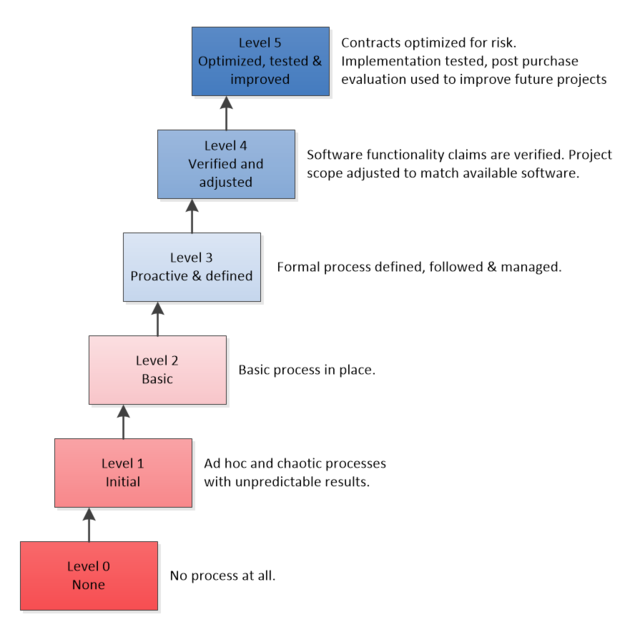 Level 5
Optimized, tested &
improved
Contracts optimized for risk.
Implementation tested, post purchase
evaluation used to improve future projects
Level 4
Verified and
adjusted
Software functionality claims are verified. Project
scope adjusted to match available software.
Level 3
Proactive & defined
Formal process defined, followed & managed.
Level 2
Basic
Basic process in place.
Level 1
Initial
Ad hoc and chaotic processes
with unpredictable results.
Level 0
None
No process at all.